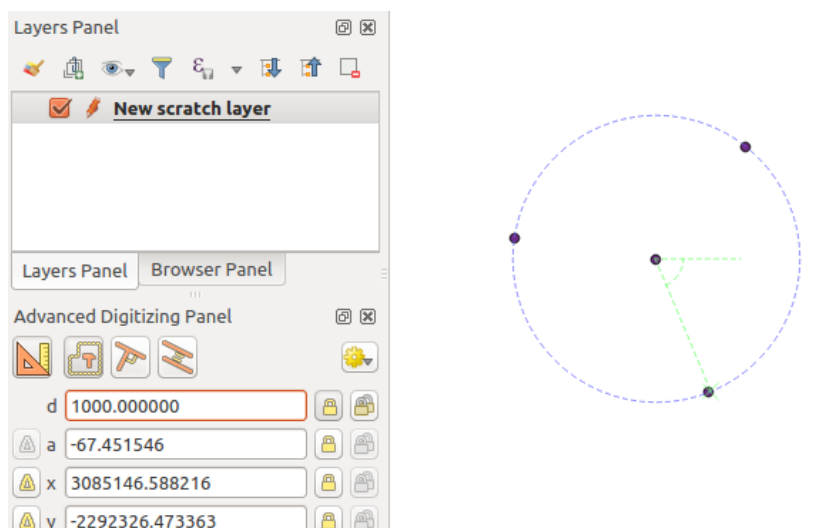 Layers Panel
New scratch layer
Layers Panel
Browser Panel
Advanced Digitizing Panel
d 1000.000000
a -67.451546
x 3085146.588216
y -2292326.473363